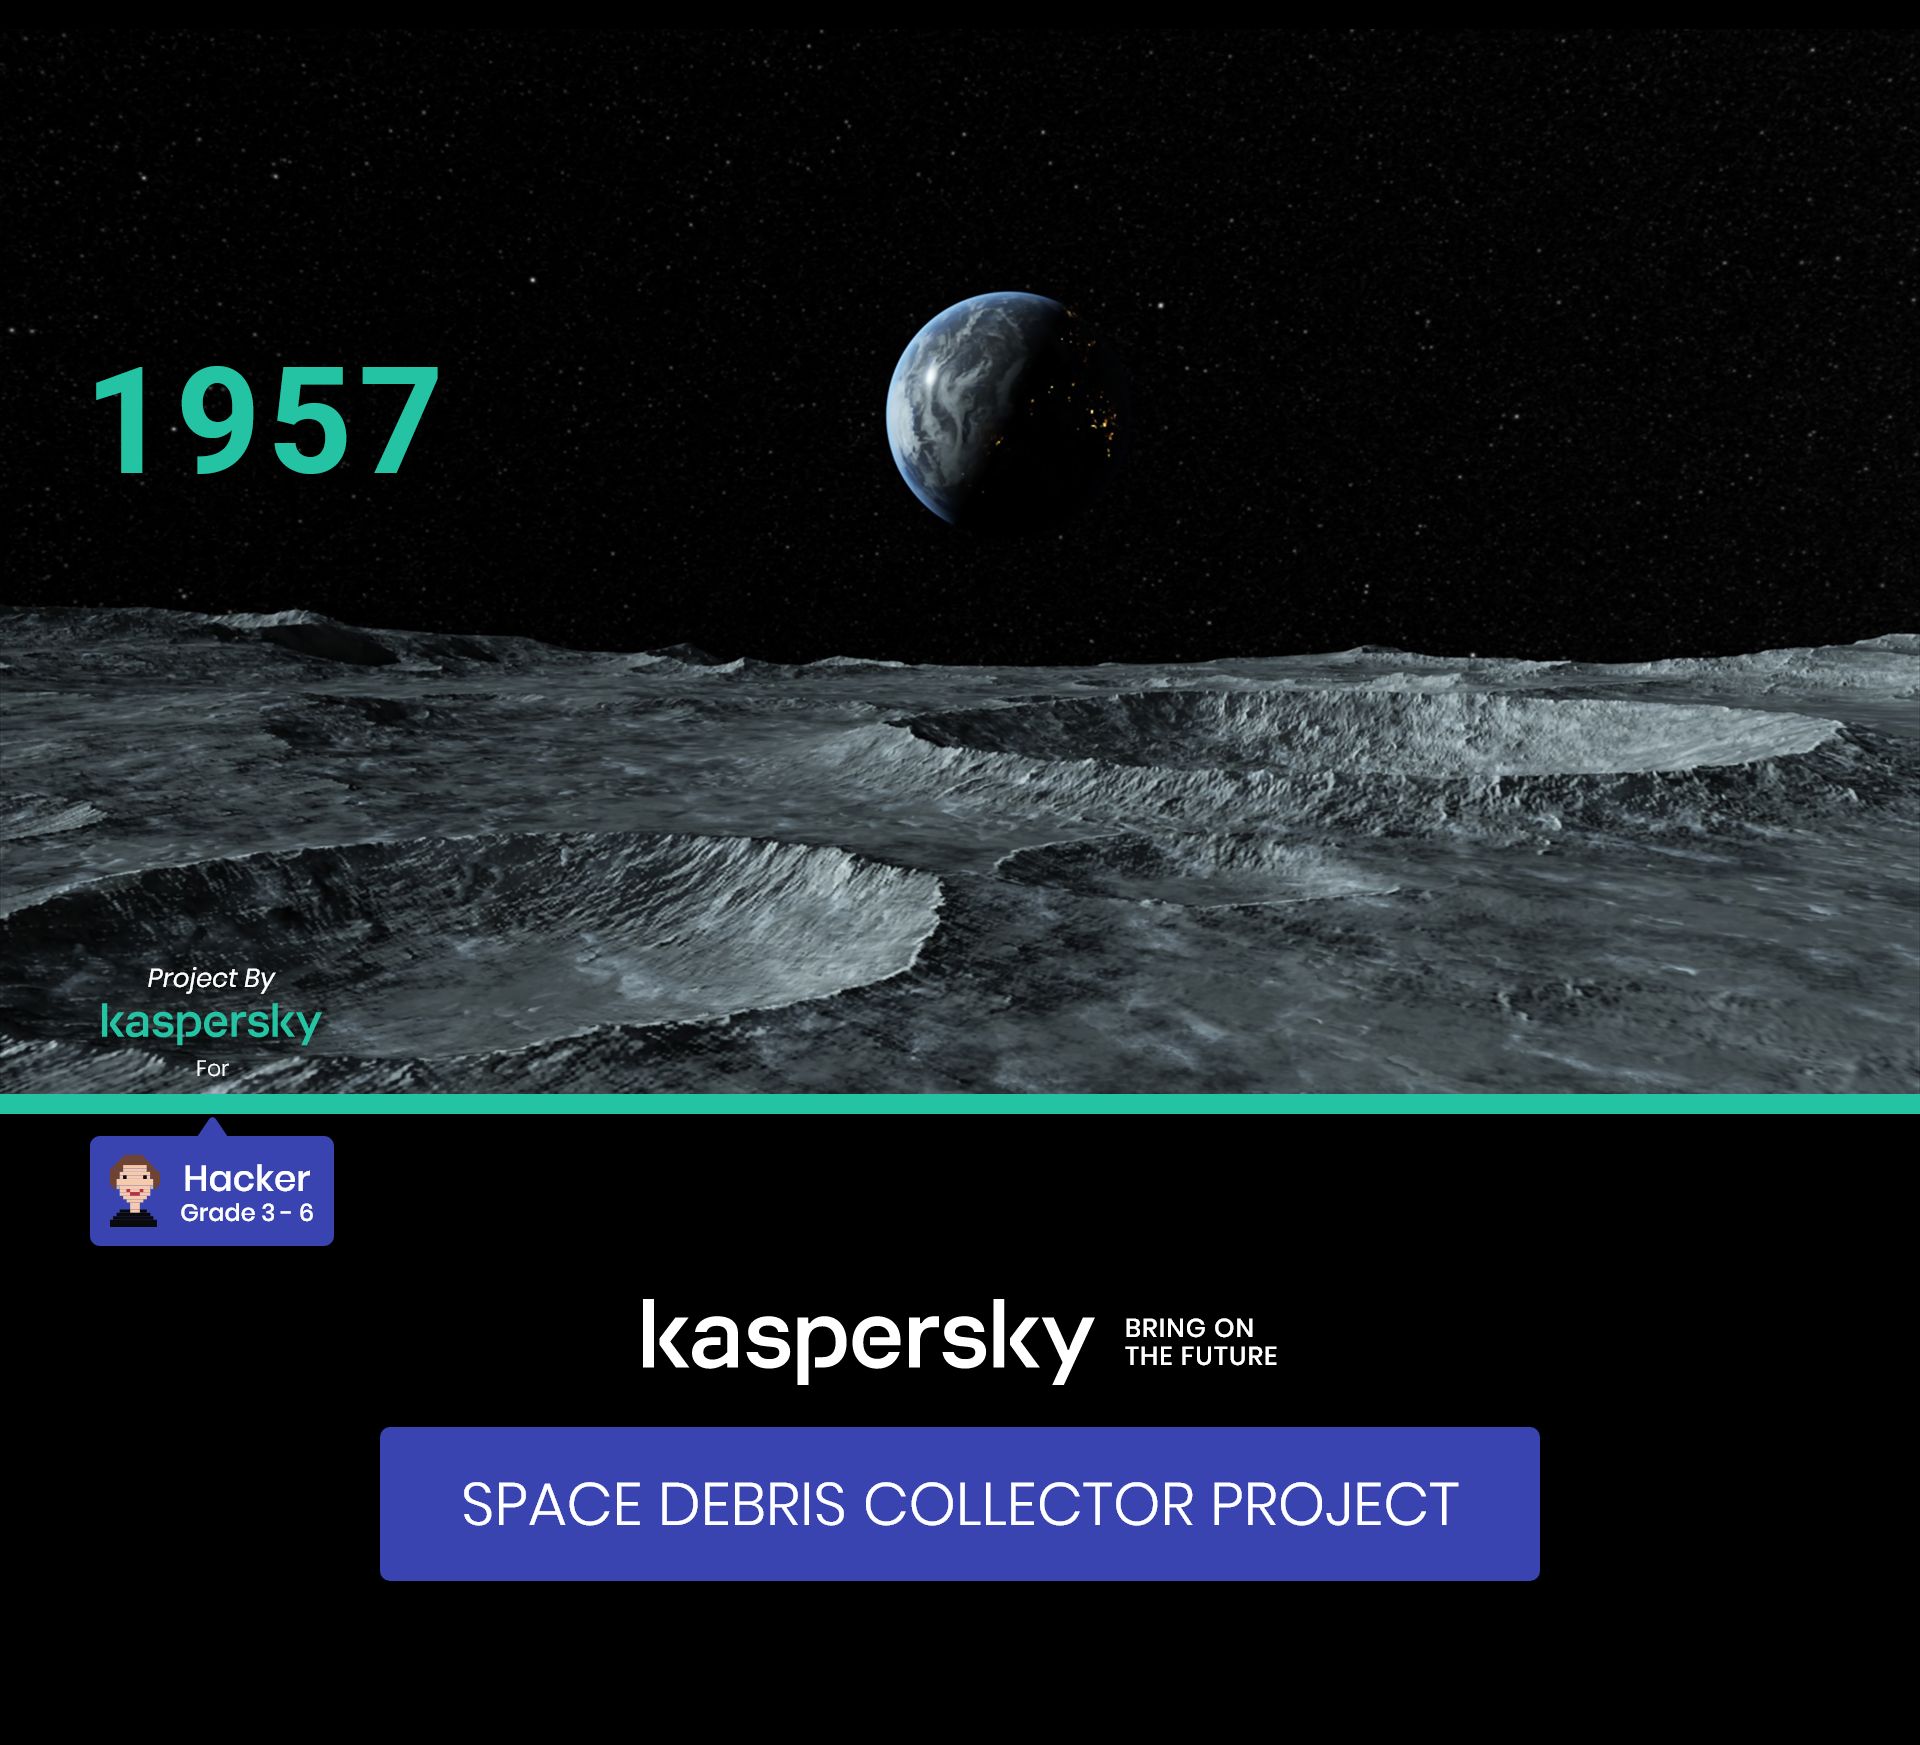 1957
Project By
kaspersky
For
Hacker
Grade 3 - 6
kaspersky
BRING ON
THE FUTURE
SPACE DEBRIS COLLECTOR PROJECT